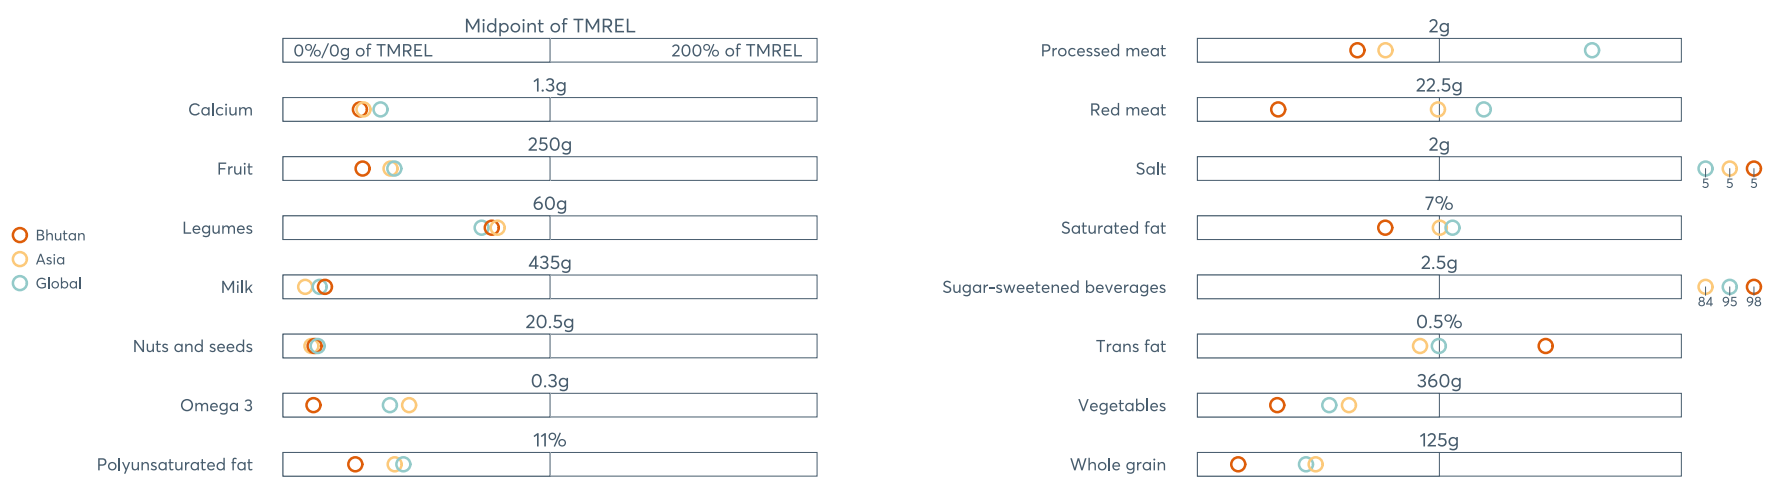 Midpoint of TMREL
0%/0g of TMREL 200% of TMREL
1.3g
Calcium
250g
Fruit
60g
Legumes
435g
Milk
20.5g
Nuts and seeds
0.3g
Omega 3
11%
Polyunsaturated fat
Bhutan
Asia
Global
2g
Processed meat
22.5g
Red meat
2g
Salt
5 5 5
7%
Saturated fat
2.5g
Sugar-sweetened beverages
84 95 98
0.5%
Trans fat
360g
Vegetables
125g
Whole grain